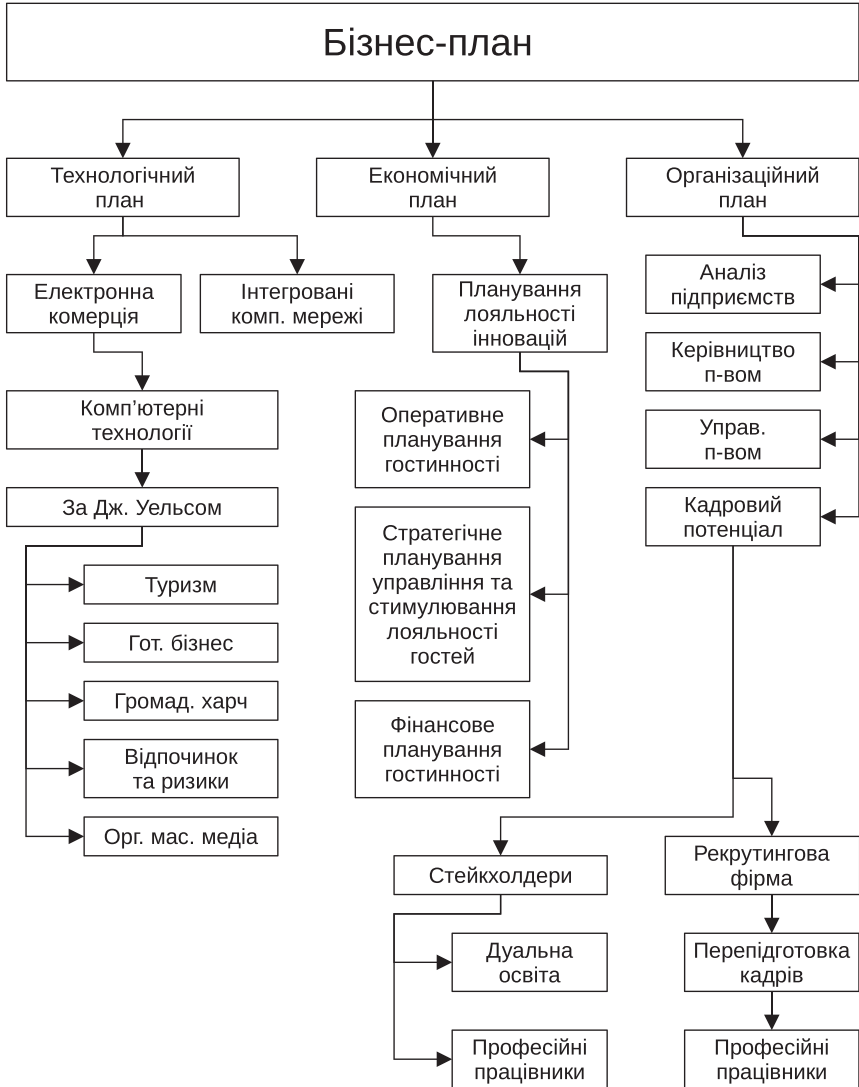 Бізнес-план
Технологічний
план
Економічний
план
Організаційний
план
Електронна
комерція
Інтегровані
комп. мережі
Планування
лояльності
інновацій
Аналіз
підприємств
Керівництво
п-вом
Комп’ютерні
технології
Оперативне
планування
гостинності
Управ.
п-вом
За Дж. Уельсом
Кадровий
потенціал
Стратегічне
планування
управління та
стимулювання
лояльності
гостей
Туризм
Гот. бізнес
Громад. харч
Відпочинок
та ризики
Орг. мас. медіа
Фінансове
планування
гостинності
Стейкхолдери
Рекрутингова
фірма
Дуальна
освіта
Перепідготовка
кадрів
Професійні
працівники
Професійні
працівники